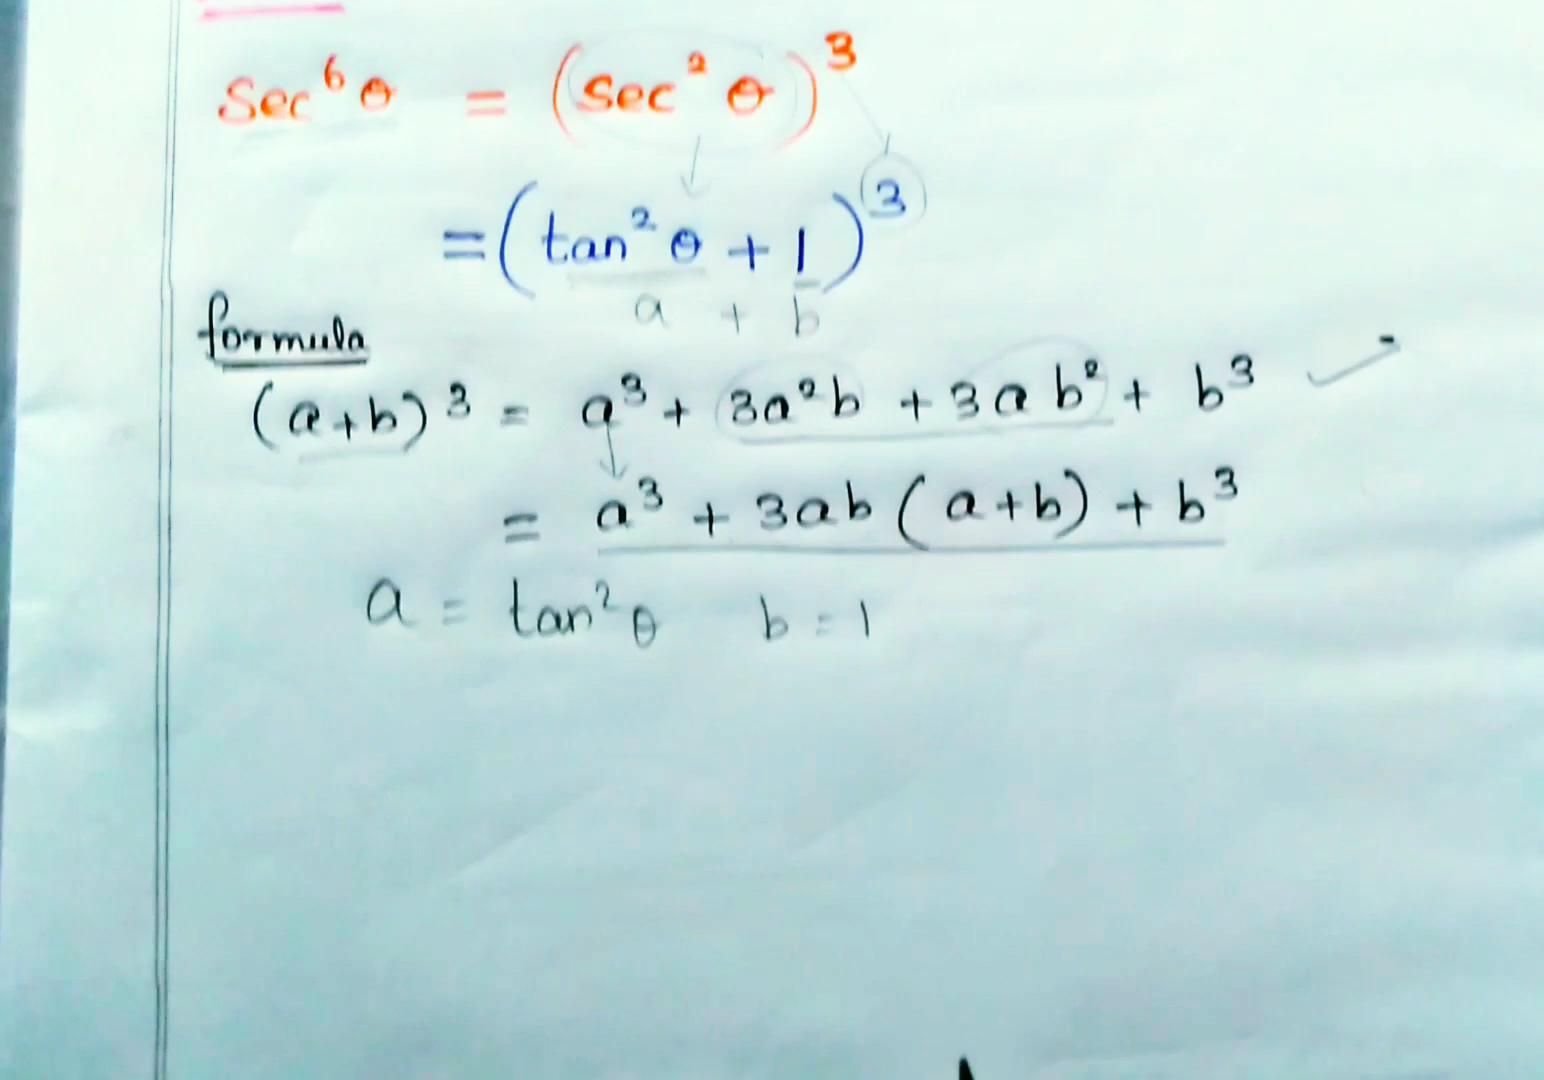 sec⁶θ = (sec²θ)³
= (tan²θ + 1)³
a + b
formula
(a+b)³ = a³ + 3a²b + 3ab² + b³
= a³ + 3ab(a+b) + b³
a = tan²θ b = 1